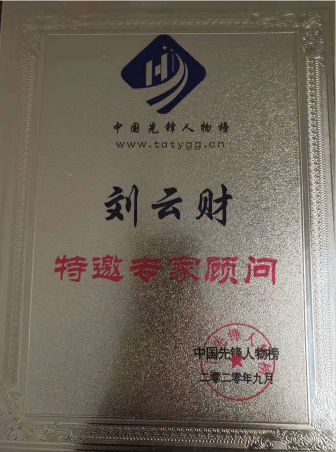 中国先锋人物榜
www.tatygg.cn
刘云财
特邀专家顾问
中国先锋人物榜
二零二零年九月